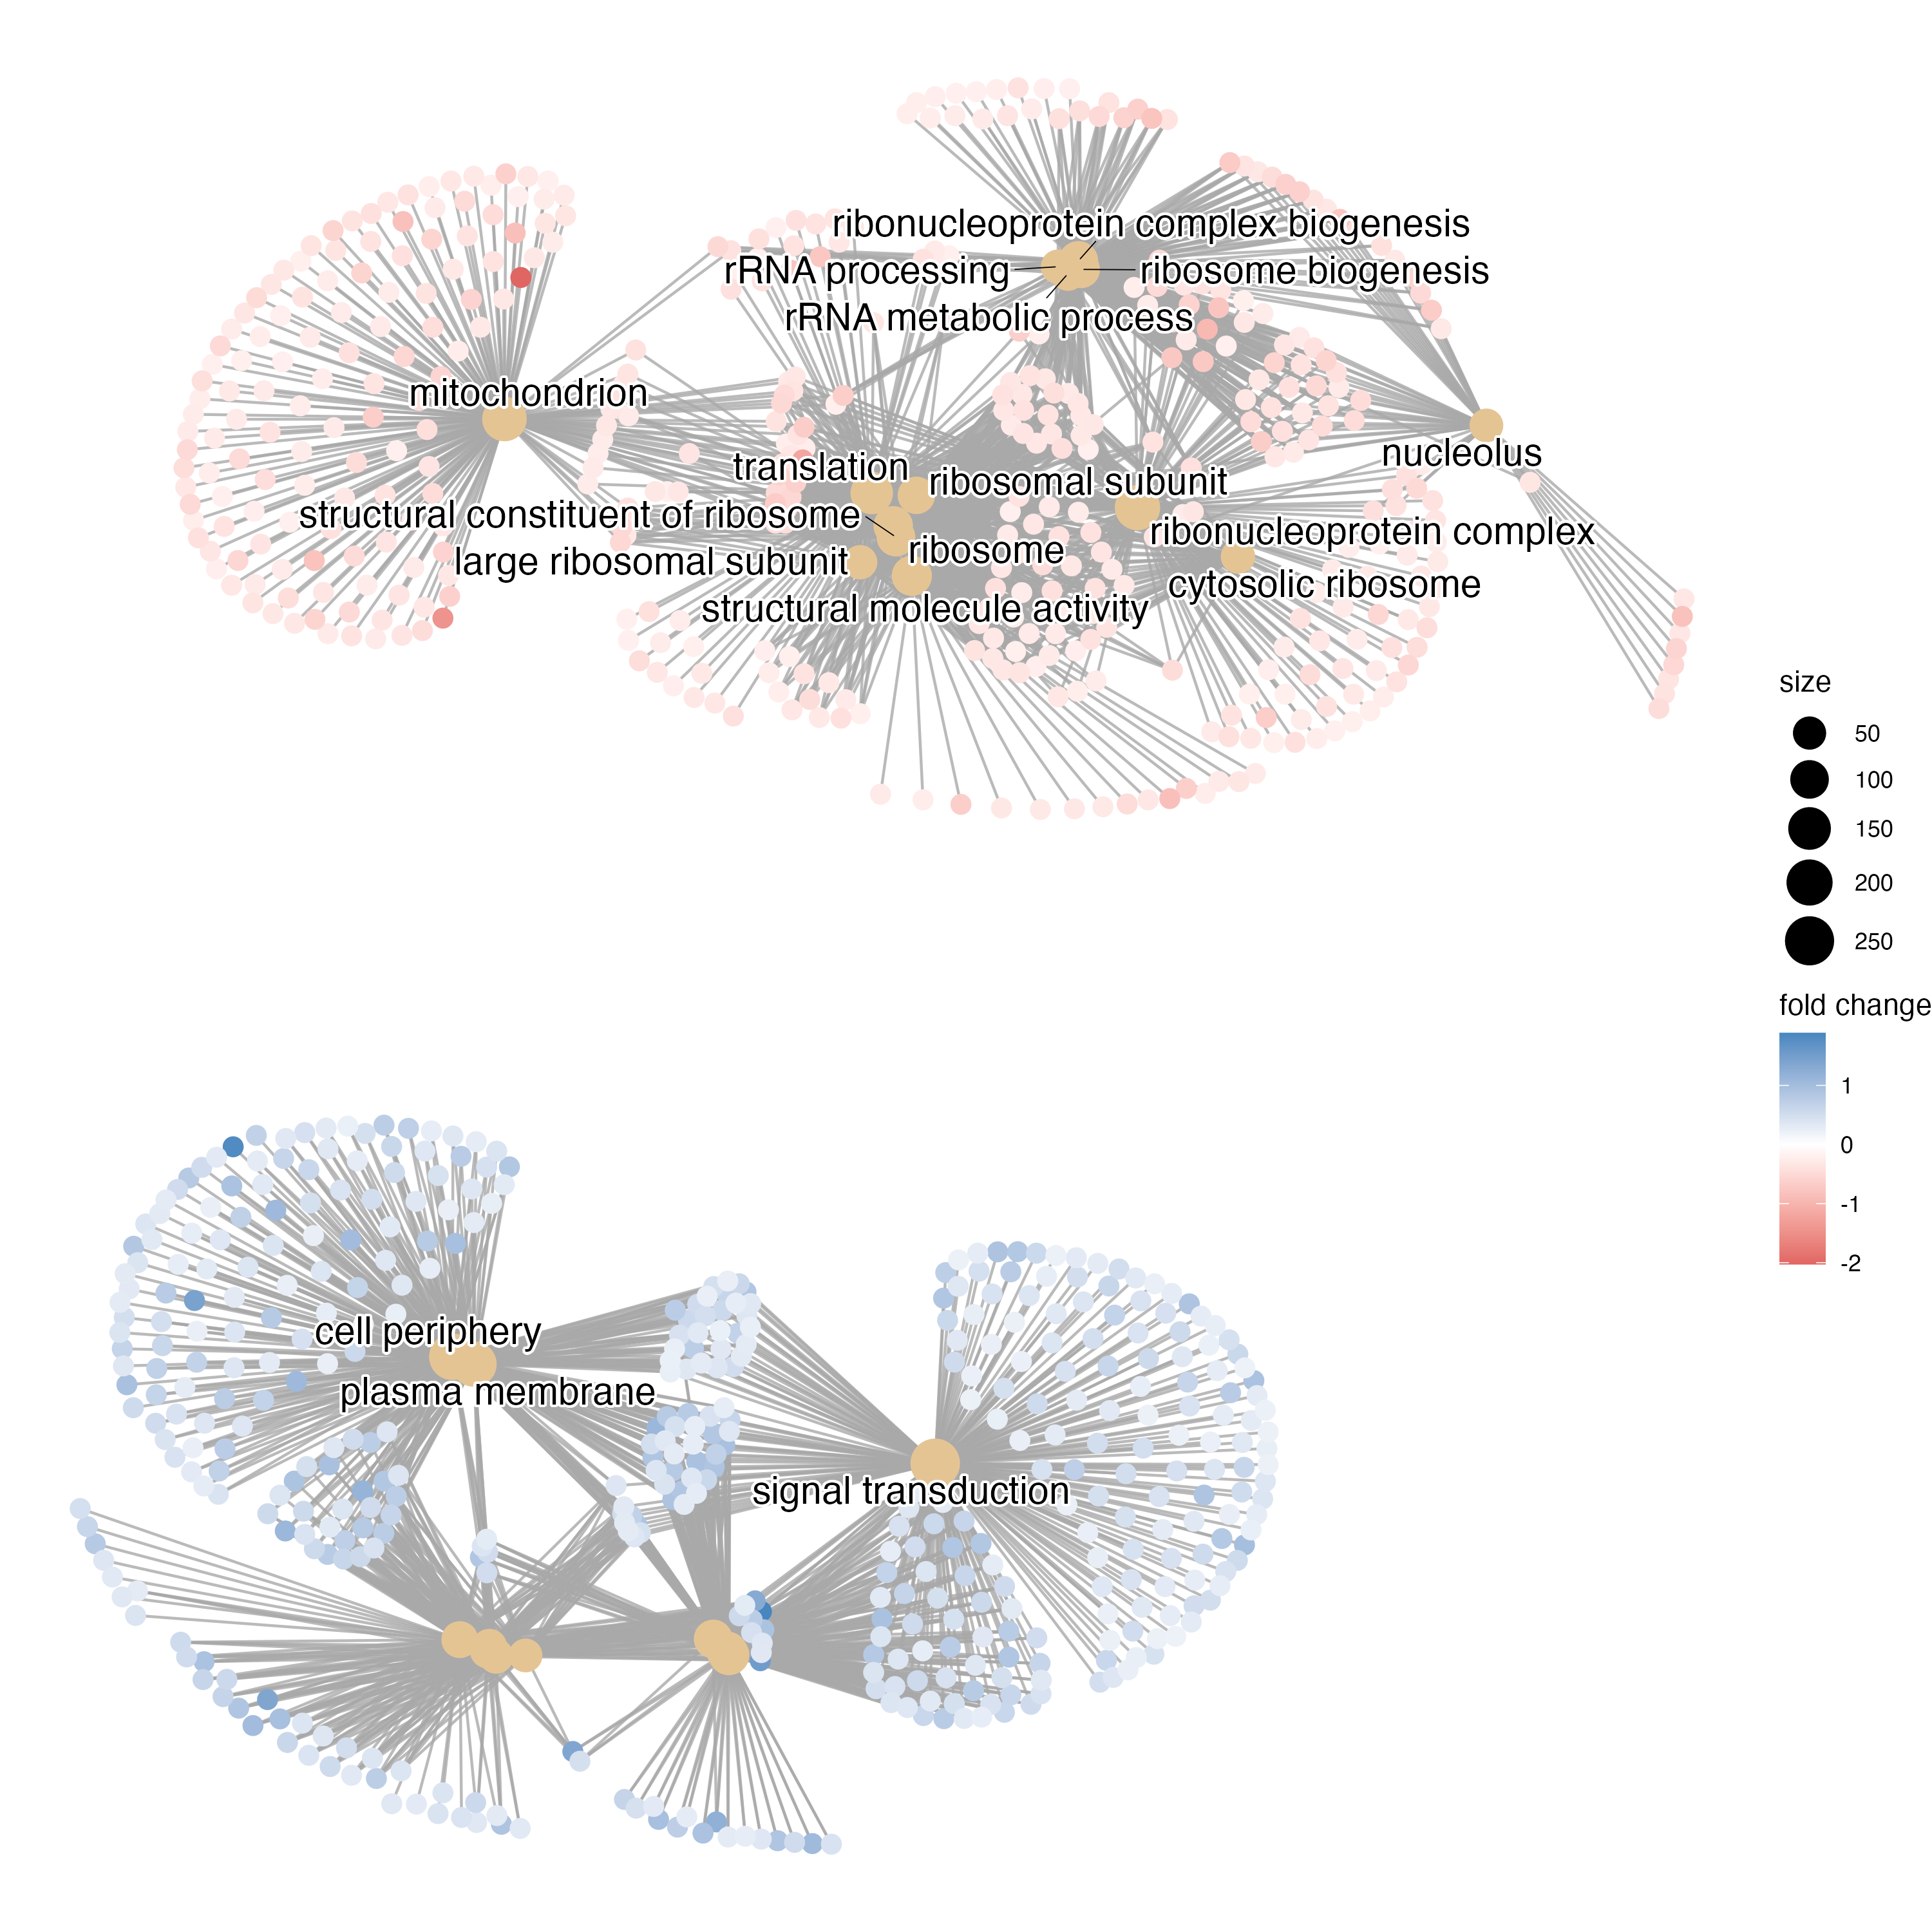 ribonucleoprotein complex biogenesis
rRNA processing
ribosome biogenesis
rRNA metabolic process
mitochondrion
nucleolus
translation
ribosomal subunit
structural constituent of ribosome
ribonucleoprotein complex
ribosome
large ribosomal subunit
cytosolic ribosome
structural molecule activity
size
50
100
150
200
250
fold change
1
0
-1
-2
cell periphery
plasma membrane
signal transduction